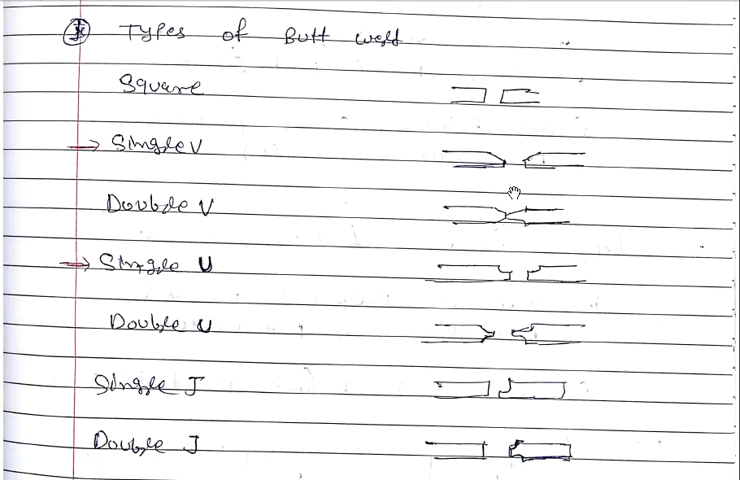 Types of Butt weld
Square
→ Single V
Double V
→ Single U
Double U
Single J
Double J